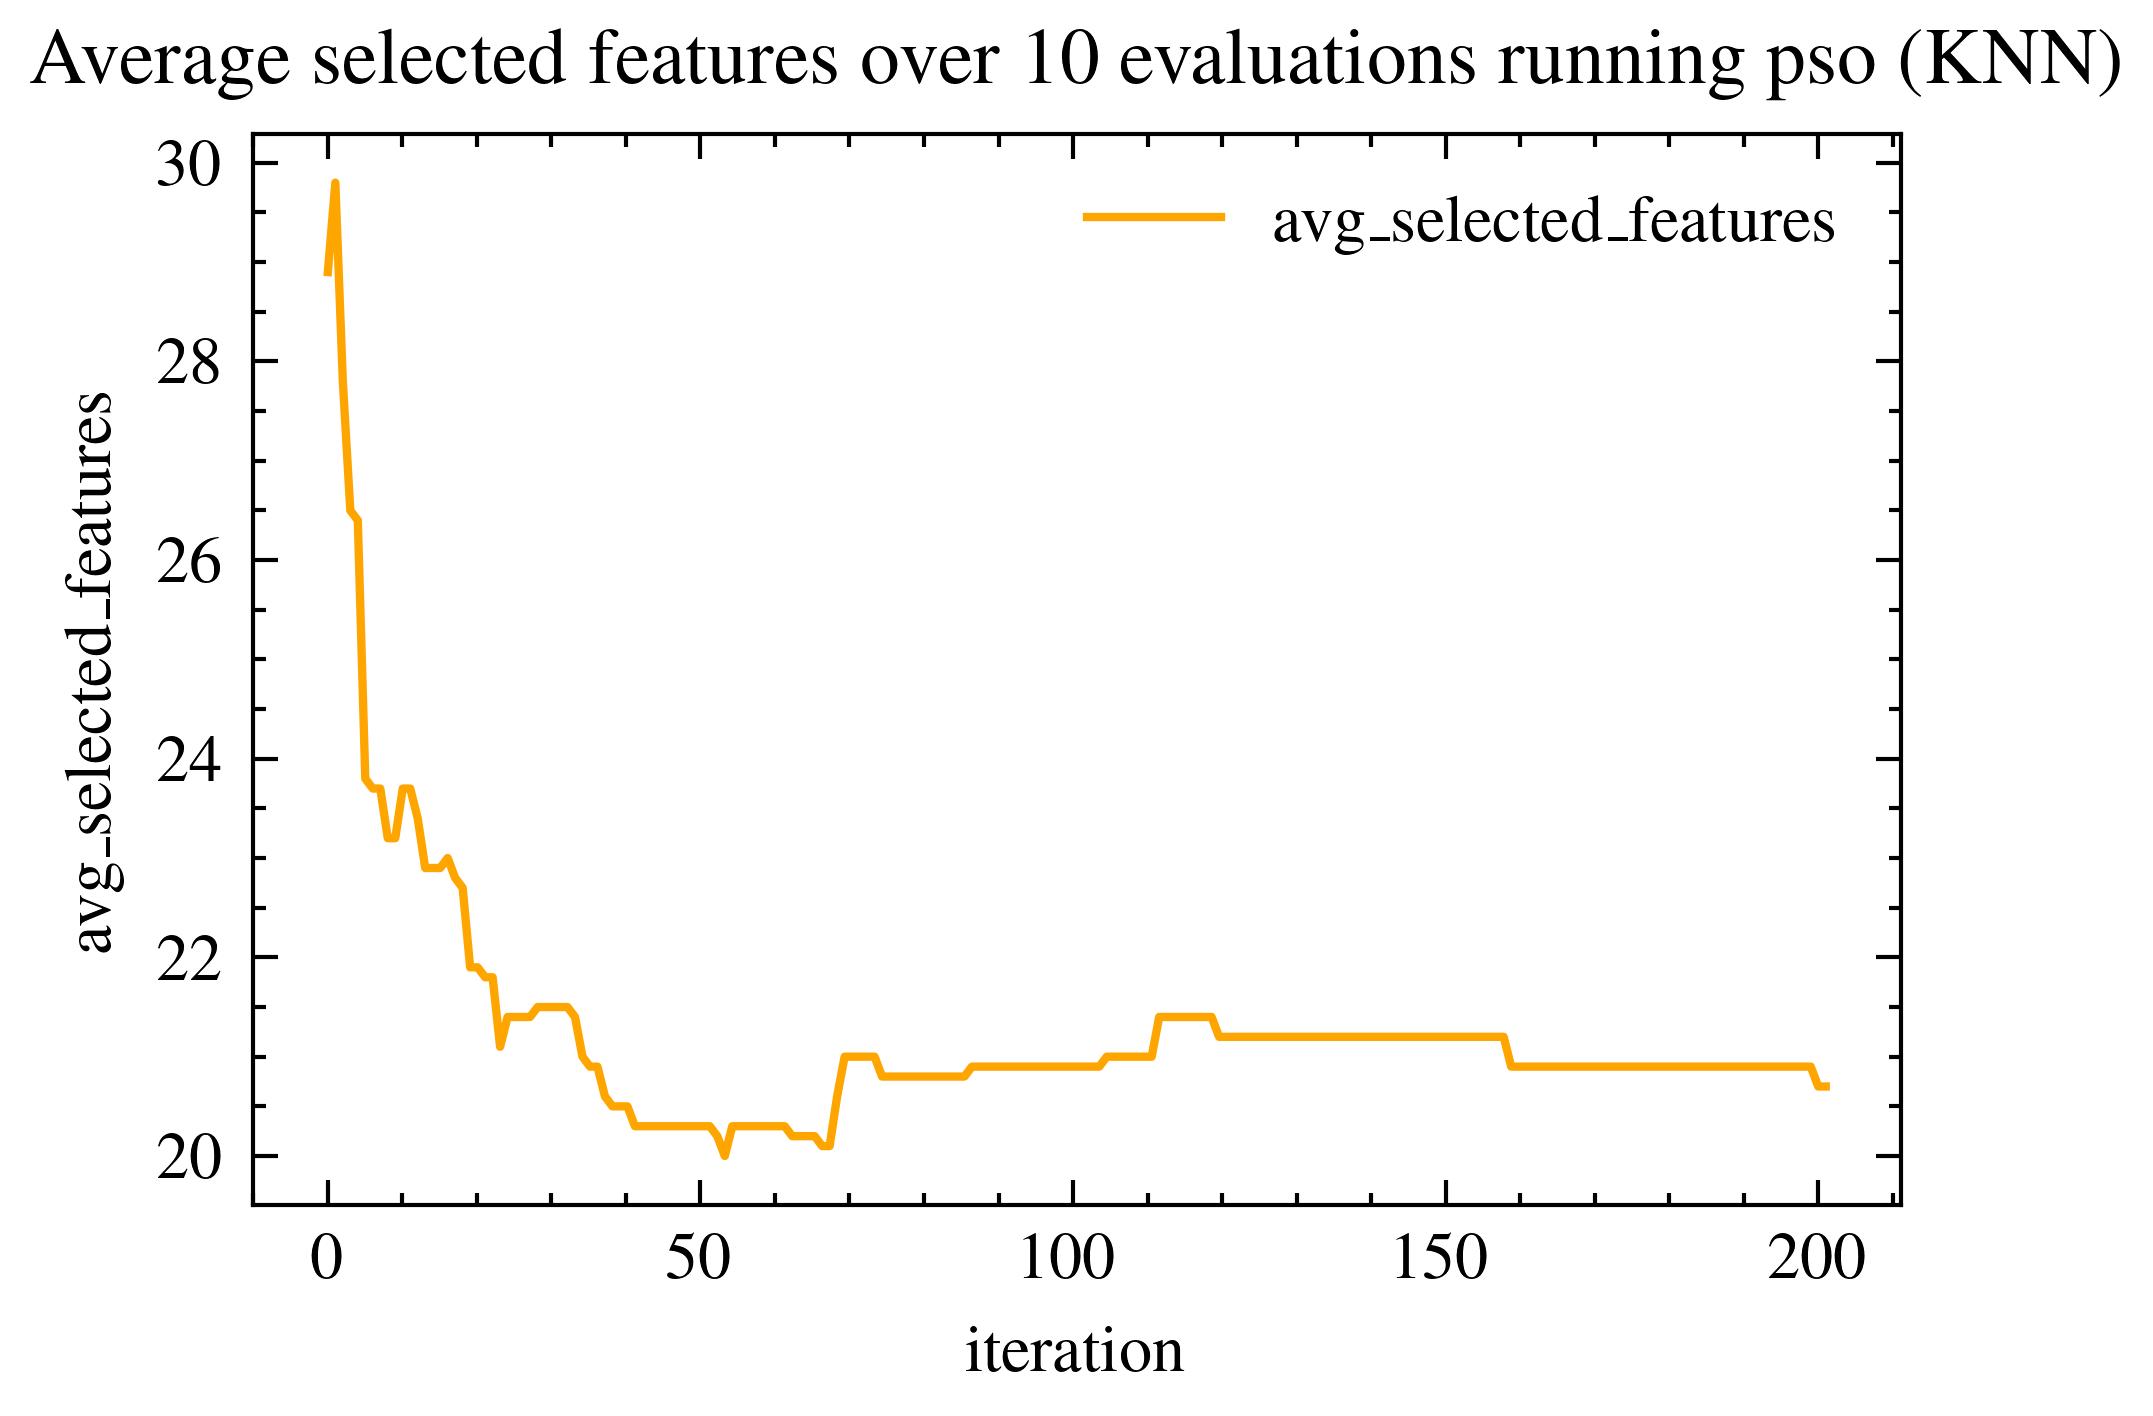 Average selected features over 10 evaluations running pso (KNN)
avg_selected_features
avg_selected_features
30
28
26
24
22
20
0 50 100 150 200
iteration